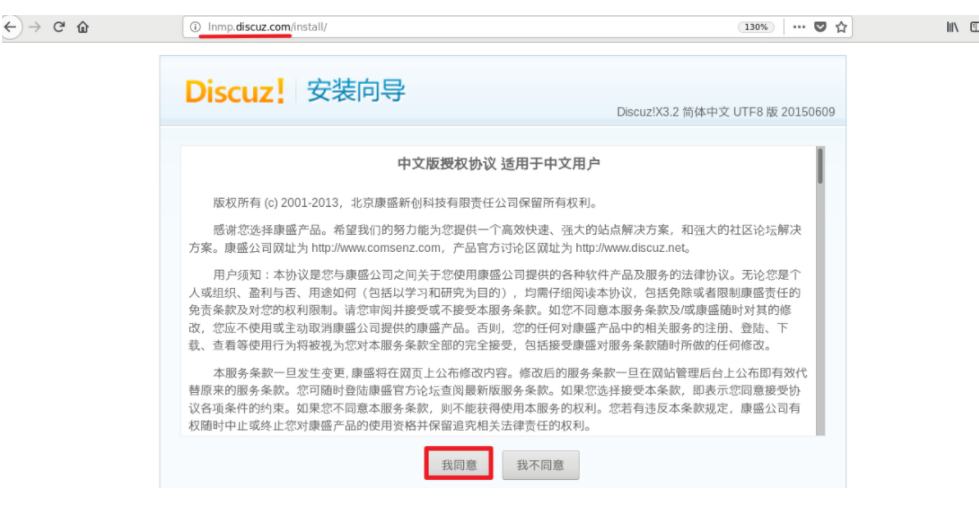 lnmp.discuz.com/install/
130%
Discuz! 安装向导
Discuz!X3.2 简体中文 UTF8 版 20150609
中文版授权协议 适用于中文用户
版权所有 (c) 2001-2013，北京康盛新创科技有限责任公司保留所有权利。
感谢您选择康盛产品。希望我们的努力能为您提供一个高效快速、强大的站点解决方案，和强大的社区论坛解决
方案。康盛公司网址为 http://www.comsenz.com，产品官方讨论区网址为 http://www.discuz.net。
用户须知：本协议是您与康盛公司之间关于您使用康盛公司提供的各种软件产品及服务的法律协议。无论您是个
人或组织、盈利与否、用途如何（包括以学习和研究为目的），均需仔细阅读本协议，包括免除或者限制康盛责任的
免责条款及对您的权利限制。请您审阅并接受或不接受本服务条款。如您不同意本服务条款及/或康盛随时对其的修
改，您应不使用或主动取消康盛公司提供的康盛产品。否则，您的任何对康盛产品中的相关服务的注册、登陆、下
载、查看等使用行为将被视为您对本服务条款全部的完全接受，包括接受康盛对服务条款随时所做的任何修改。
本服务条款一旦发生变更, 康盛将在网页上公布修改内容。修改后的服务条款一旦在网站管理后台上公布即有效代
替原来的服务条款。您可随时登陆康盛官方论坛查阅最新版服务条款。如果您选择接受本条款，即表示您同意接受协
议各项条件的约束。如果您不同意本服务条款，则不能获得使用本服务的权利。您若有违反本条款规定，康盛公司有
权随时中止或终止您对康盛产品的使用资格并保留追究相关法律责任的权利。
我同意 我不同意